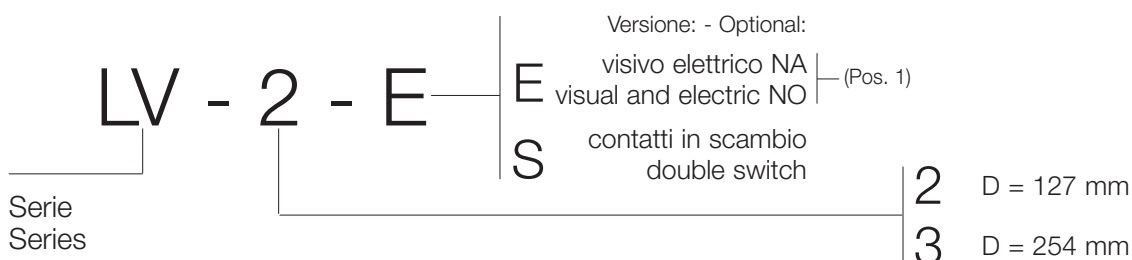 Versione: - Optional:
LV - 2 - E
E visivo elettrico NA
visual and electric NO
(Pos. 1)
S contatti in scambio
double switch
Serie
Series
2 D = 127 mm
3 D = 254 mm